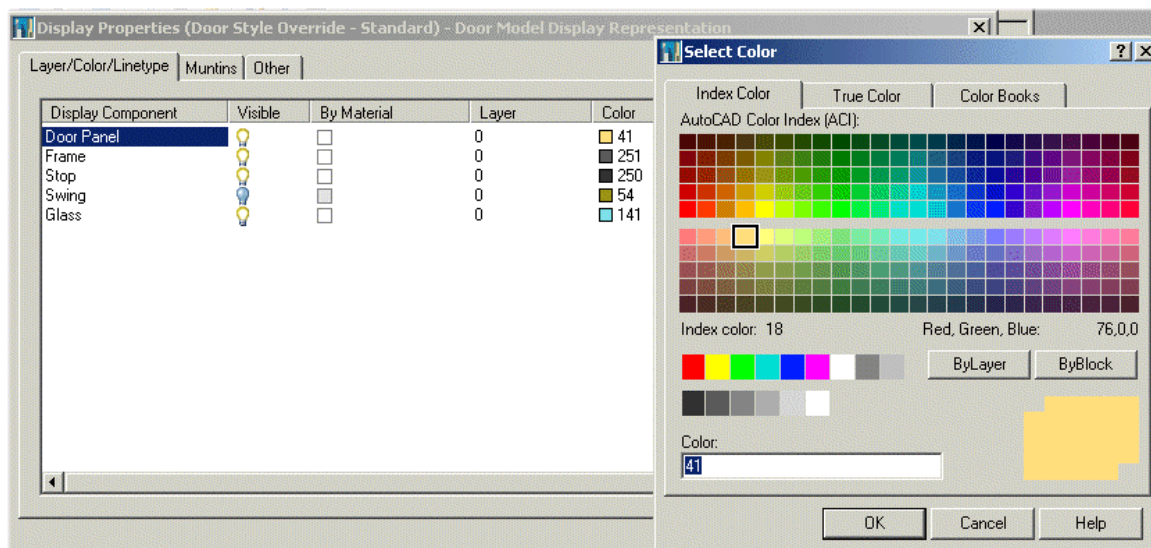 Display Properties (Door Style Override - Standard) - Door Model Display Representation
Layer/Color/Linetype Muntins Other
Display Component Visible By Material Layer Color
Door Panel 0 41
Frame 0 251
Stop 0 250
Swing 0 54
Glass 0 141
Select Color
Index Color True Color Color Books
AutoCAD Color Index (ACI):
Index color: 18 Red, Green, Blue: 76,0,0
ByLayer ByBlock
Color:
41
OK Cancel Help